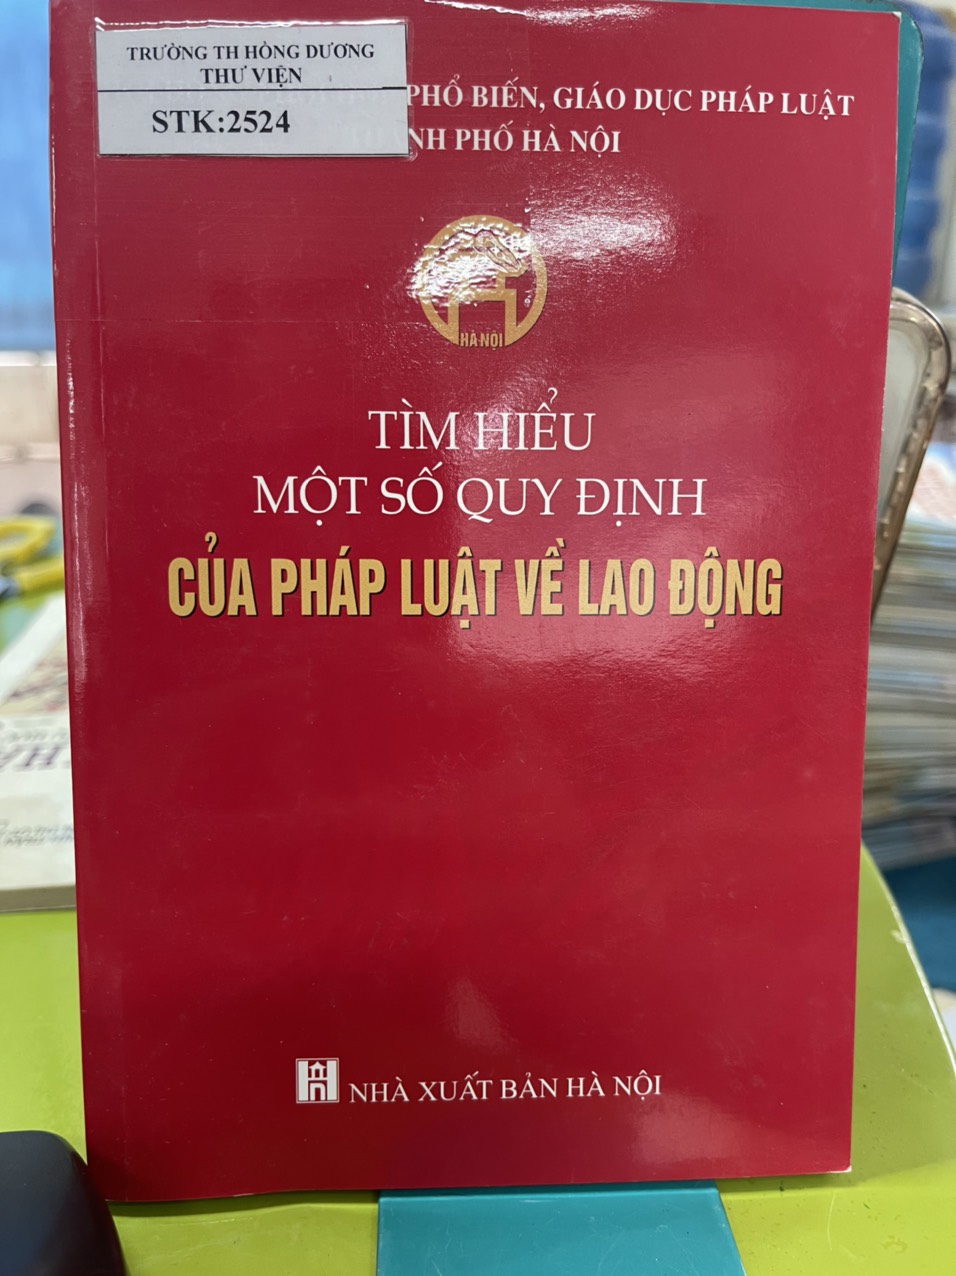 TRƯỜNG TH HỒNG DƯƠNG
THƯ VIỆN
STK:2524
PHỔ BIẾN, GIÁO DỤC PHÁP LUẬT
NH PHỐ HÀ NỘI
HÀ NỘI
TÌM HIỂU
MỘT SỐ QUY ĐỊNH
CỦA PHÁP LUẬT VỀ LAO ĐỘNG
NHÀ XUẤT BẢN HÀ NỘI